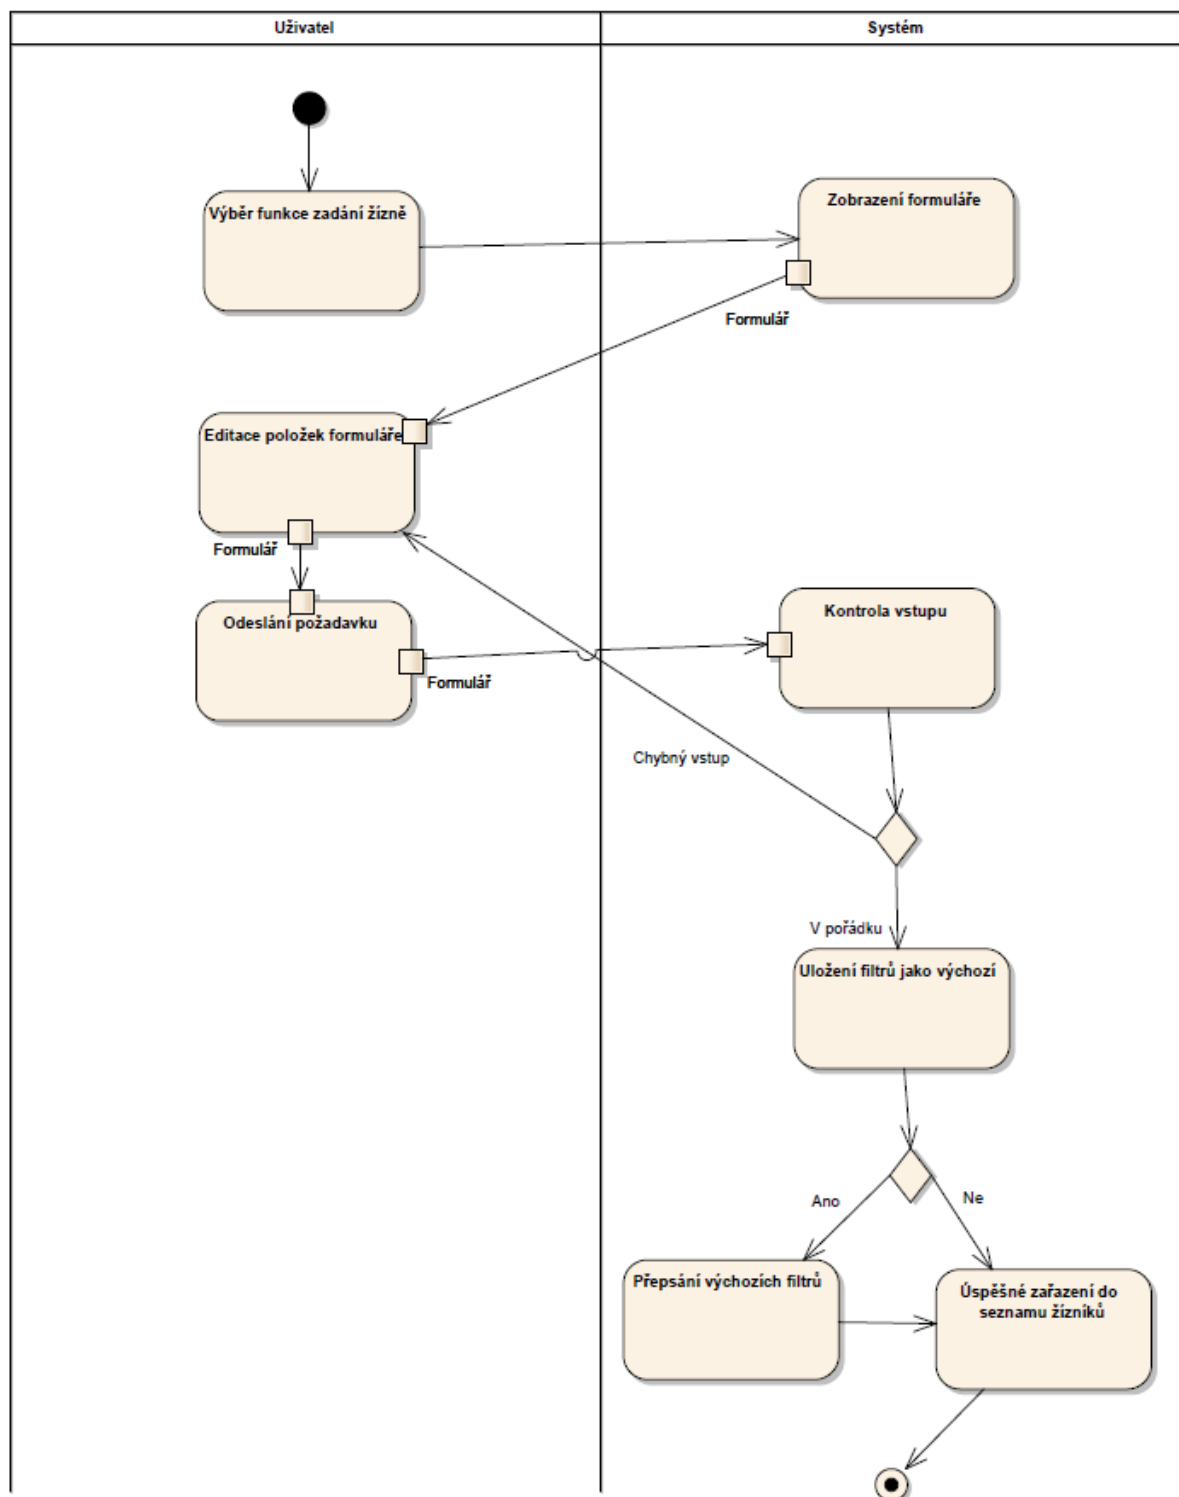 Uživatel
Systém
Výběr funkce zadání žízně
Zobrazení formuláře
Formulář
Editace položek formuláře
Formulář
Odeslání požadavku
Kontrola vstupu
Formulář
Chybný vstup
V pořádku
Uložení filtrů jako výchozí
Ano
Ne
Přepsání výchozích filtrů
Úspěšné zařazení do
seznamu žízníků